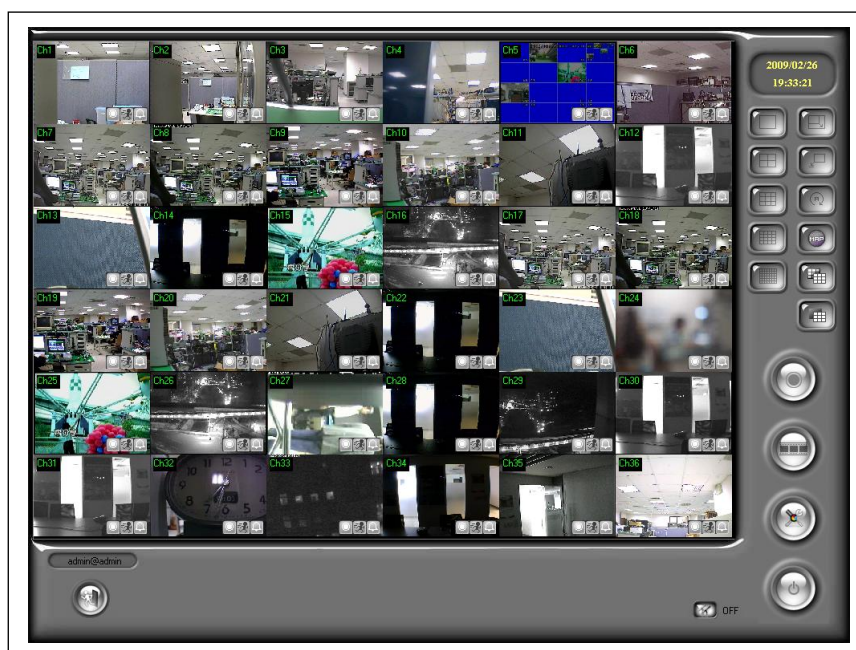 Ch1 Ch2 Ch3 Ch4 Ch5 Ch6
2009/02/26
19:33:21
Ch7 Ch8 Ch9 Ch10 Ch11 Ch12
Ch13 Ch14 Ch15 Ch16 Ch17 Ch18
MAP
Ch19 Ch20 Ch21 Ch22 Ch23 Ch24
Ch25 Ch26 Ch27 Ch28 Ch29 Ch30
Ch31 Ch32 Ch33 Ch34 Ch35 Ch36
admin@admin
OFF